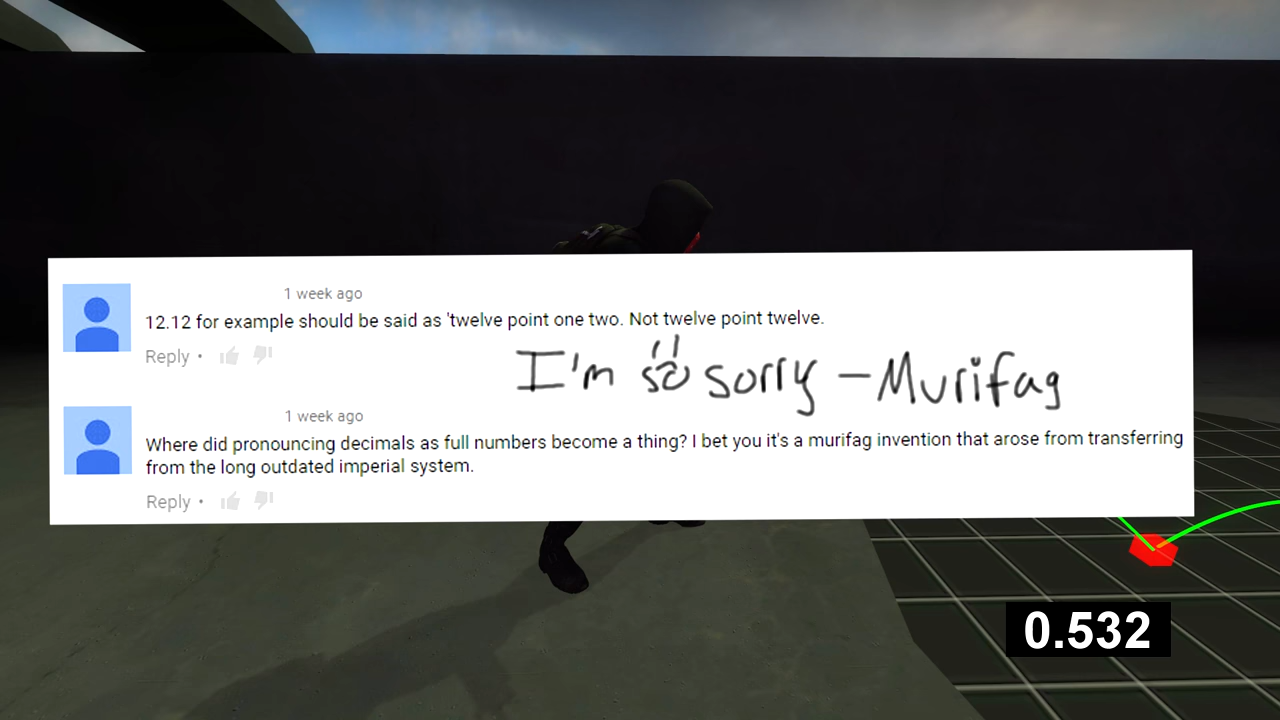 1 week ago
12.12 for example should be said as 'twelve point one two. Not twelve point twelve.
Reply •
I'm so sorry - Murifag
1 week ago
Where did pronouncing decimals as full numbers become a thing? I bet you it's a murifag invention that arose from transferring
from the long outdated imperial system.
Reply •
0.532